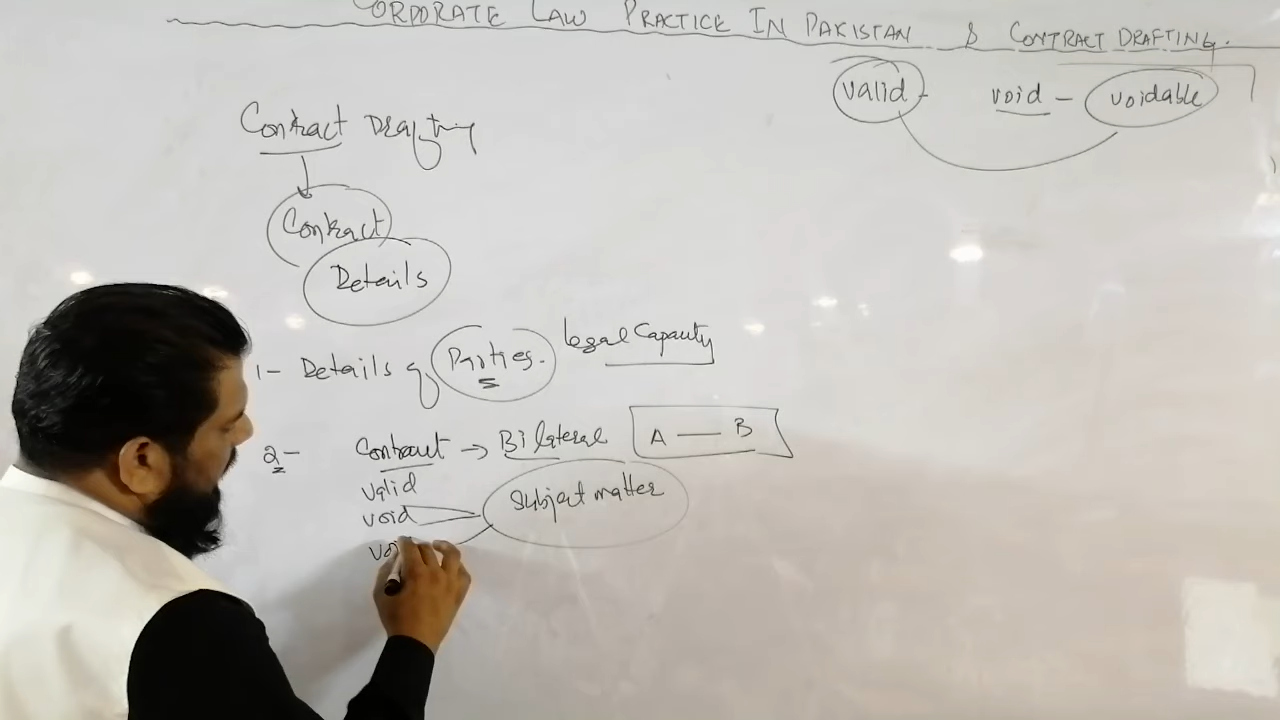 CORPORATE LAW PRACTICE IN PAKISTAN & CONTRACT DRAFTING.
valid - void - voidable
Contract Drafting
Contract
Details
1- Details of Parties. legal Capacity
2- Contract → Bilateral A — B
valid
void Subject matter
vo